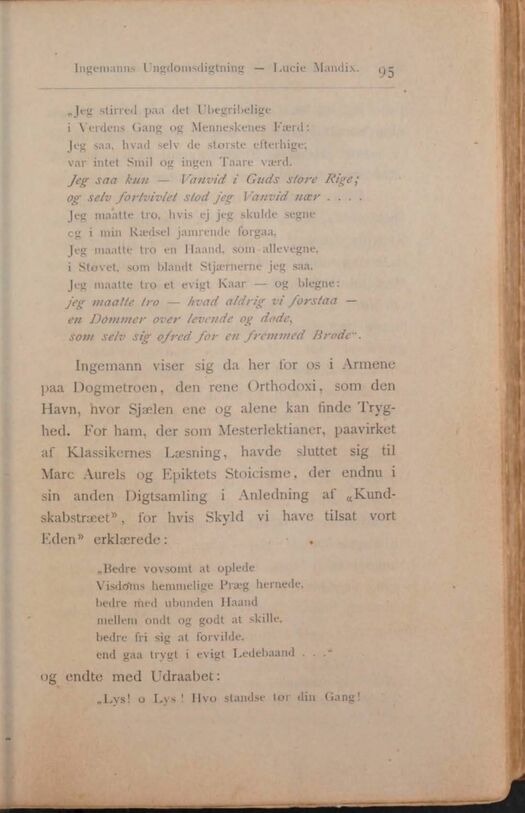 Ingemanns Ungdomsdigtning — Lucie Mandix. 95
„Jeg stirred paa det Ubegribelige
i Verdens Gang og Menneskenes Færd:
Jeg saa, hvad selv de største efterhige,
var intet Smil og ingen Taare værd.
Jeg saa kun — Vanvid i Guds store Rige;
og selv fortvivlet stod jeg Vanvid nær . . . .
Jeg maatte tro, hvis ej jeg skulde segne
og i min Rædsel jamrende forgaa,
Jeg maatte tro en Haand, som allevegne,
i Støvet, som blandt Stjærnerne jeg saa,
Jeg maatte tro et evigt Kaar — og blegne:
jeg maatte tro — hvad aldrig vi forstaa —
en Dommer over levende og døde,
som selv sig ofred for en fremmed Brøde“.
Ingemann viser sig da her for os i Armene
paa Dogmetroen, den rene Orthodoxi, som den
Havn, hvor Sjælen ene og alene kan finde Tryg-
hed. For ham, der som Mesterlektianer, paavirket
af Klassikernes Læsning, havde sluttet sig til
Marc Aurels og Epiktets Stoicisme, der endnu i
sin anden Digtsamling i Anledning af „Kund-
skabstræet”, for hvis Skyld vi have tilsat vort
Eden” erklærede:
„Bedre vovsomt at oplede
Visdoms hemmelige Præg hernede,
bedre med ubunden Haand
mellem ondt og godt at skille,
bedre fri sig at forvilde,
end gaa trygt i evigt Ledebaand . . .“
og endte med Udraabet:
„Lys! o Lys! Hvo standse tør din Gang!